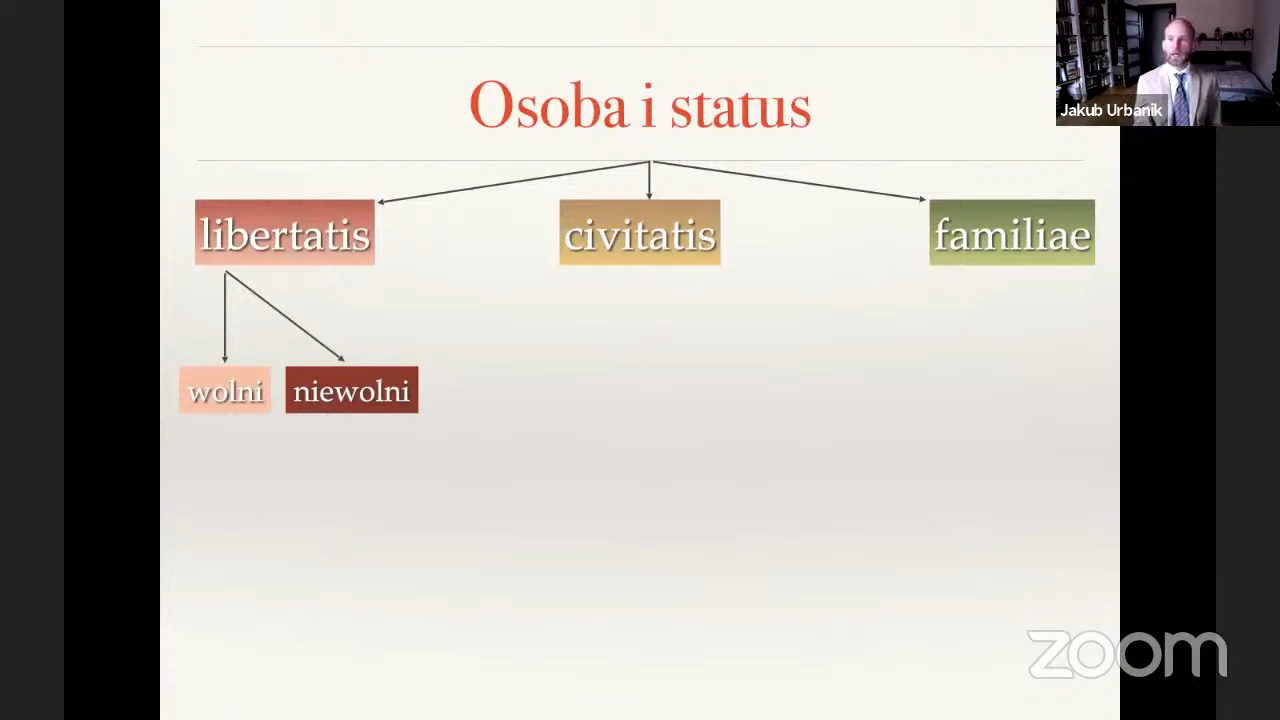 Osoba i status
Jakub Urbanik
libertatis
civitatis
familiae
wolni
niewolni
zoom